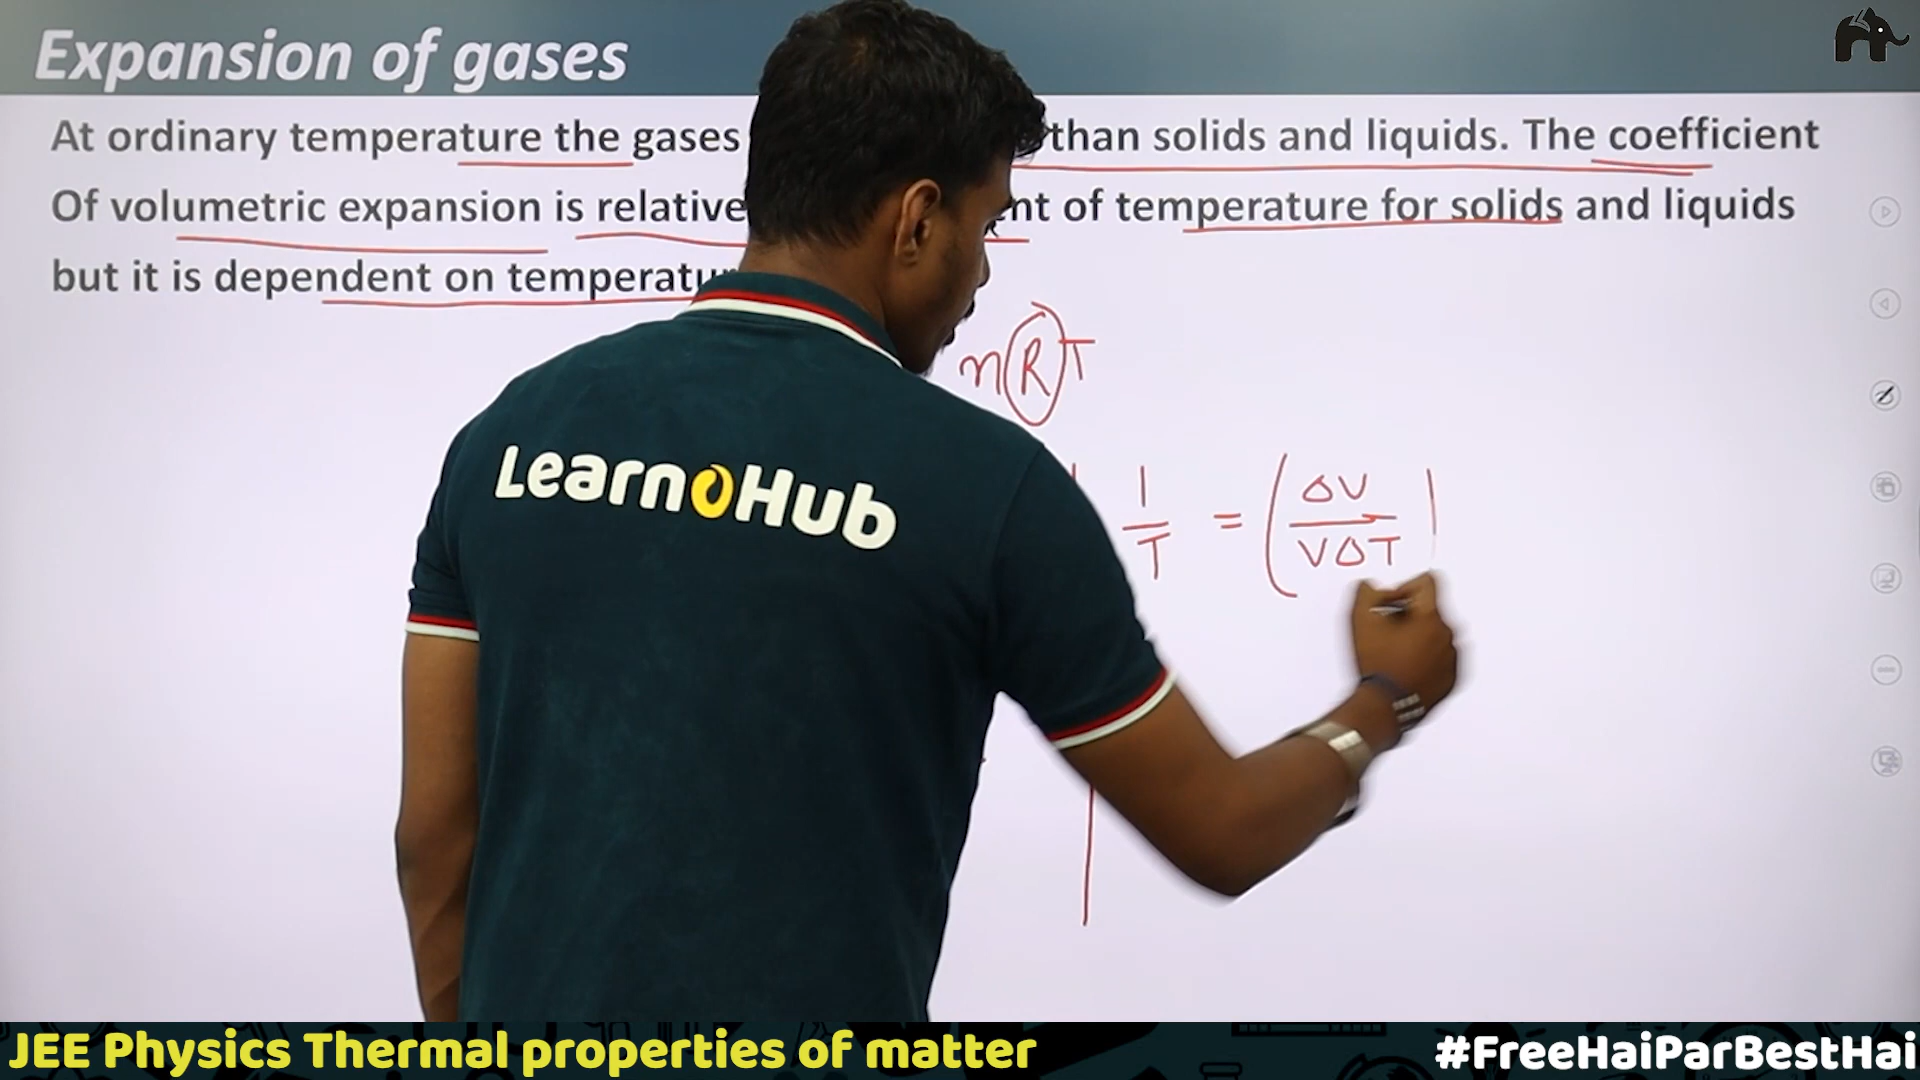 Expansion of gases
At ordinary temperature the gases than solids and liquids. The coefficient
Of volumetric expansion is relative nt of temperature for solids and liquids
but it is dependent on temperatu
nRT
1/T = (ΔV/VΔT)
LearnoHub
JEE Physics Thermal properties of matter
#FreeHaiParBestHai